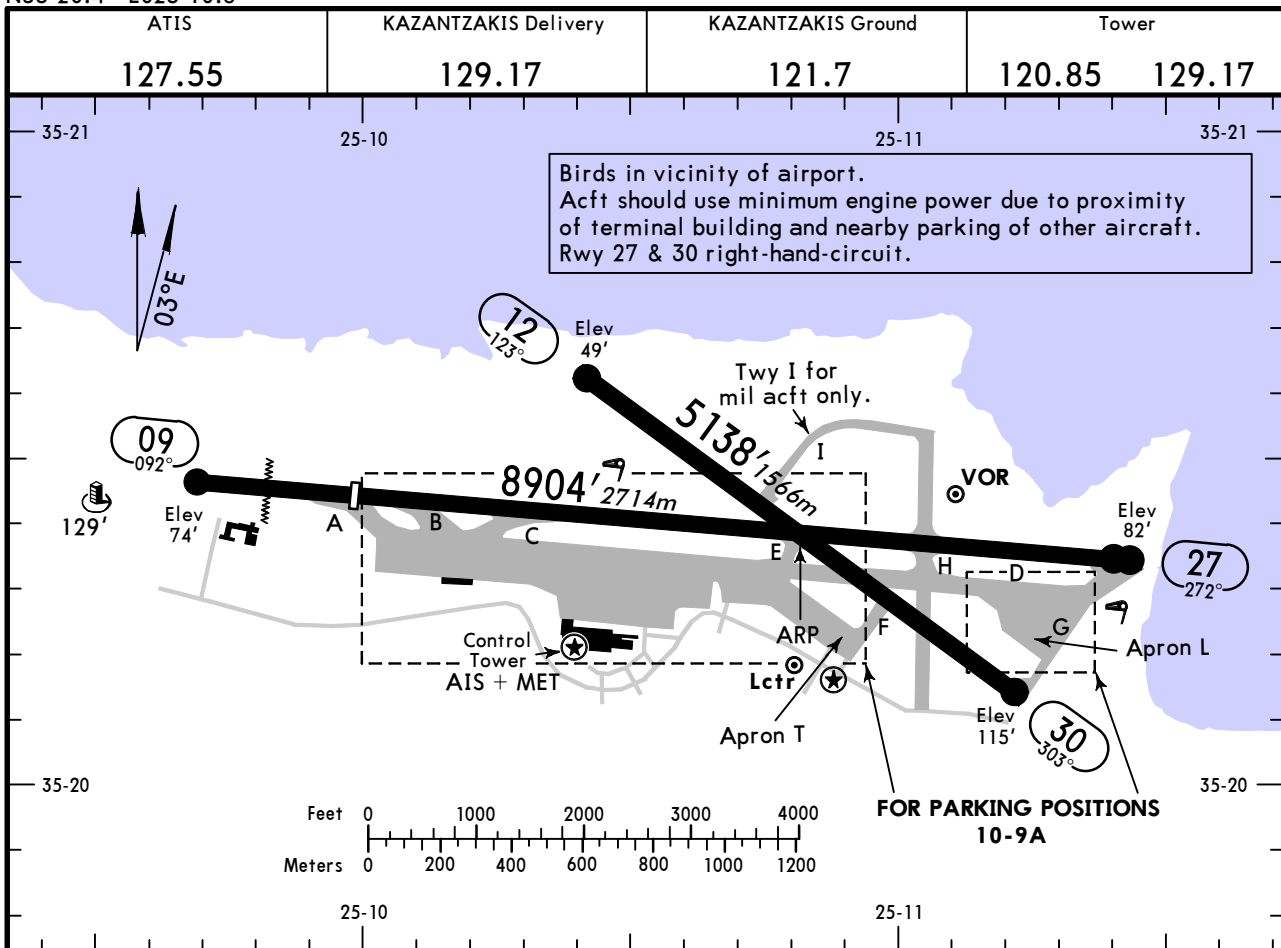 ATIS
127.55
KAZANTZAKIS Delivery
129.17
KAZANTZAKIS Ground
121.7
Tower
120.85 129.17
35-21
25-10
25-11
35-21
Birds in vicinity of airport.
Acft should use minimum engine power due to proximity
of terminal building and nearby parking of other aircraft.
Rwy 27 & 30 right-hand-circuit.
03°E
12
123°
Elev
49'
Twy I for
mil acft only.
09
092°
5138' 1566m
I
8904' 2714m
VOR
129'
Elev
74'
A
B
C
E
H
D
Elev
82'
27
272°
Control
Tower
AIS + MET
ARP
F
G
Apron L
Lctr
Apron T
Elev
115'
30
303°
35-20
35-20
FOR PARKING POSITIONS
10-9A
Feet 0 1000 2000 3000 4000
Meters 0 200 400 600 800 1000 1200
25-10
25-11